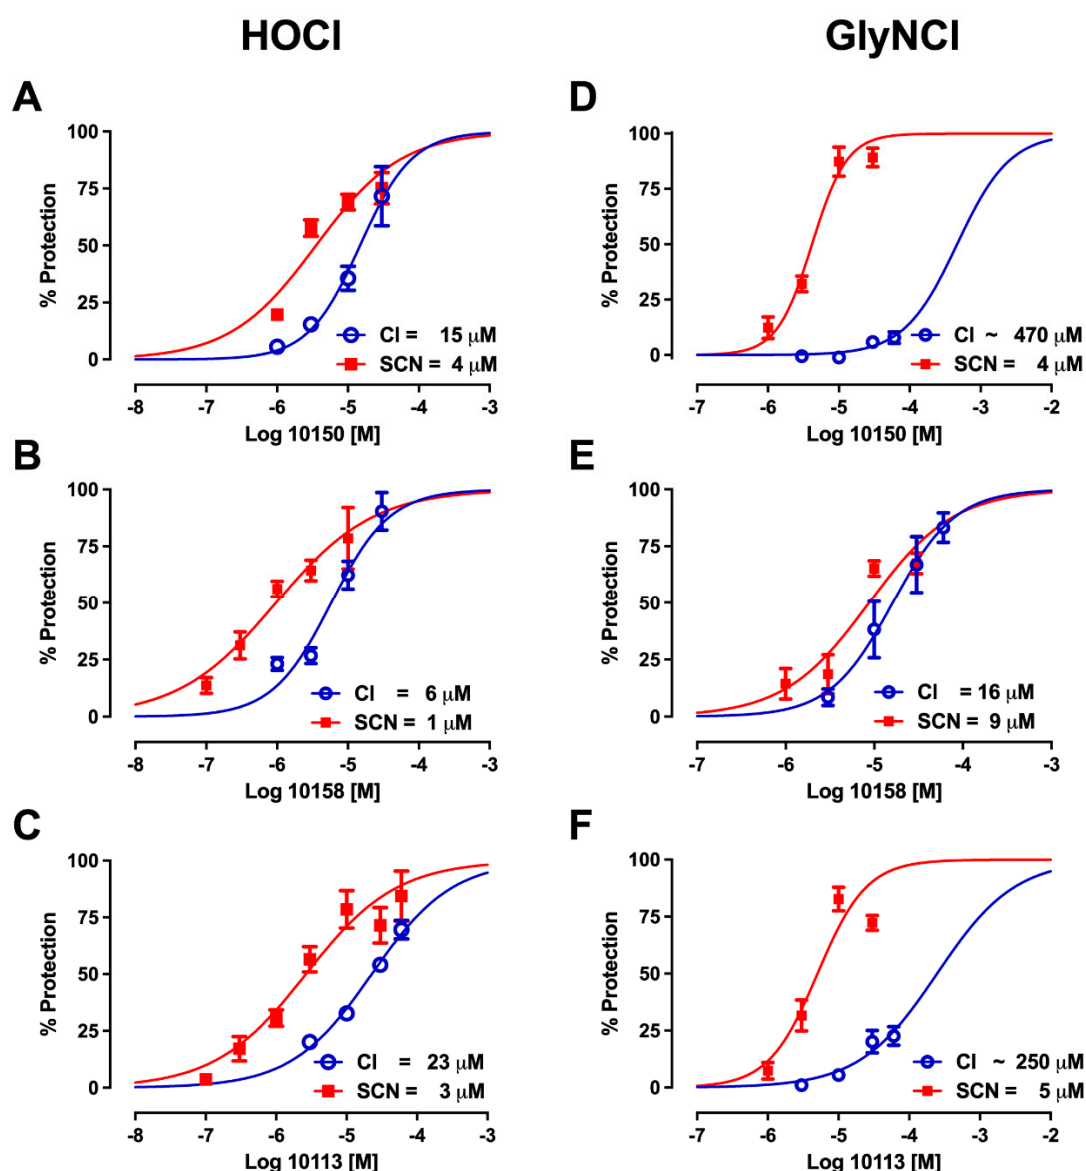 HOCl
GlyNCl
A
% Protection
100
75
50
25
0
Cl = 15 µM
SCN = 4 µM
-8 -7 -6 -5 -4 -3
Log 10150 [M]
D
% Protection
100
75
50
25
0
Cl ~ 470 µM
SCN = 4 µM
-7 -6 -5 -4 -3 -2
Log 10150 [M]
B
% Protection
100
75
50
25
0
Cl = 6 µM
SCN = 1 µM
-8 -7 -6 -5 -4 -3
Log 10158 [M]
E
% Protection
100
75
50
25
0
Cl = 16 µM
SCN = 9 µM
-7 -6 -5 -4 -3
Log 10158 [M]
C
% Protection
100
75
50
25
0
Cl = 23 µM
SCN = 3 µM
-8 -7 -6 -5 -4 -3
Log 10113 [M]
F
% Protection
100
75
50
25
0
Cl ~ 250 µM
SCN = 5 µM
-7 -6 -5 -4 -3 -2
Log 10113 [M]